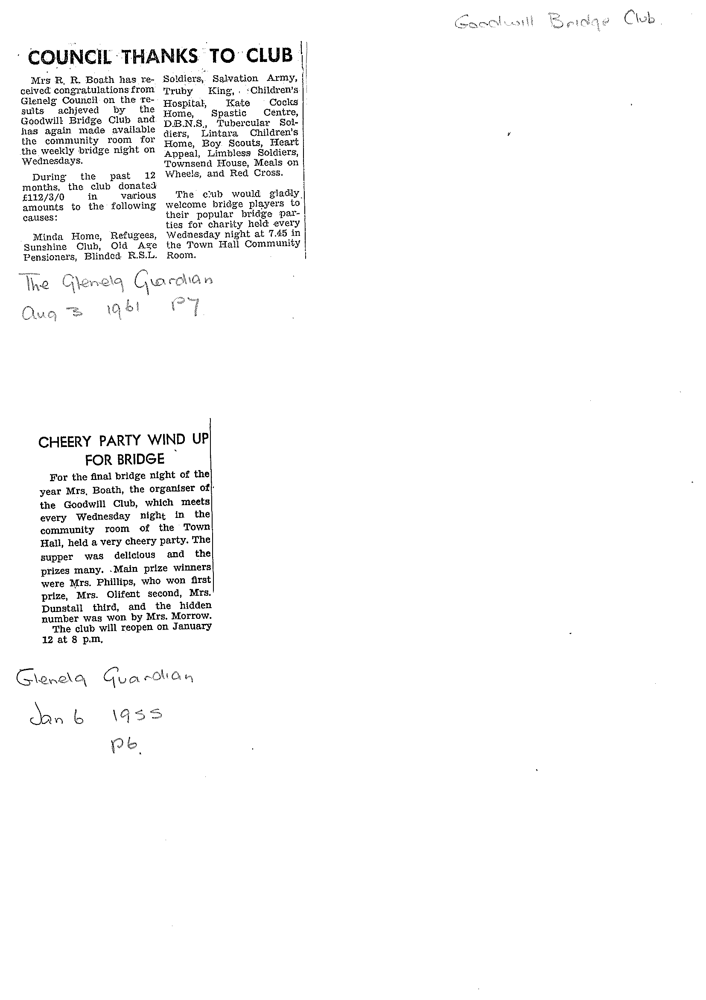 Goodwill Bridge Club.
COUNCIL THANKS TO CLUB
Mrs R. R. Boath has re-
ceived congratulations from
Glenelg Council on the re-
sults achieved by the
Goodwill Bridge Club and
has again made available
the community room for
the weekly bridge night on
Wednesdays.
During the past 12
months, the club donated
£112/3/0 in various
amounts to the following
causes:
Minda Home, Refugees,
Sunshine Club, Old Age
Pensioners, Blinded R.S.L.
Soldiers, Salvation Army,
Truby King, Children's
Hospital, Kate Cocks
Home, Spastic Centre,
D.B.N.S., Tubercular Sol-
diers, Lintara Children's
Home, Boy Scouts, Heart
Appeal, Limbless Soldiers,
Townsend House, Meals on
Wheels, and Red Cross.
The club would gladly
welcome bridge players to
their popular bridge par-
ties for charity held every
Wednesday night at 7.45 in
the Town Hall Community
Room.
The Glenelg Guardian
Aug 3 1961 P7
CHEERY PARTY WIND UP
FOR BRIDGE
For the final bridge night of the
year Mrs. Boath, the organiser of
the Goodwill Club, which meets
every Wednesday night in the
community room of the Town
Hall, held a very cheery party. The
supper was delicious and the
prizes many. Main prize winners
were Mrs. Phillips, who won first
prize, Mrs. Olifent second, Mrs.
Dunstall third, and the hidden
number was won by Mrs. Morrow.
The club will reopen on January
12 at 8 p.m.
Glenelg Guardian
Jan 6 1955
p6.